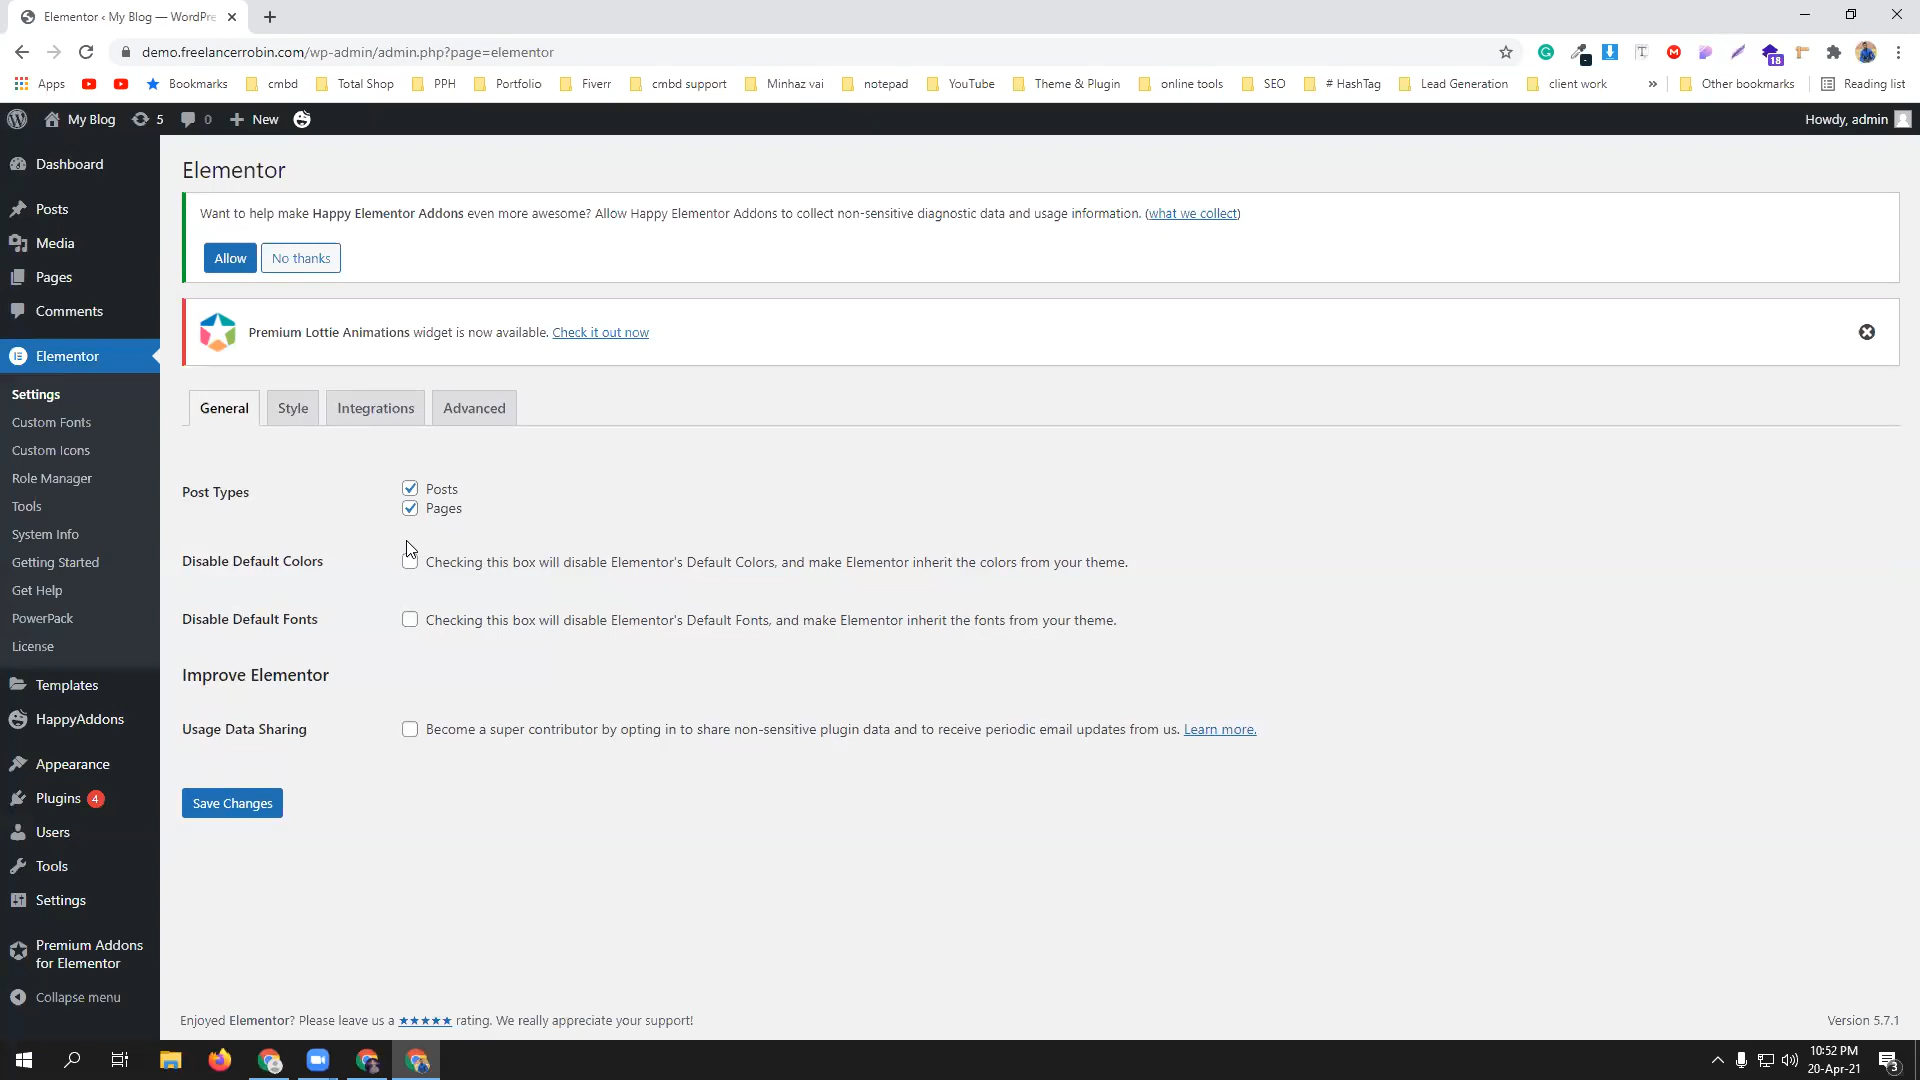 Elementor ‹ My Blog — WordPre
demo.freelancerrobin.com/wp-admin/admin.php?page=elementor
18
Apps
Bookmarks
cmbd
Total Shop
PPH
Portfolio
Fiverr
cmbd support
Minhaz vai
notepad
YouTube
Theme & Plugin
online tools
SEO
# HashTag
Lead Generation
client work
»
Other bookmarks
Reading list
My Blog
5
0
New
Howdy, admin
Dashboard
Posts
Media
Pages
Comments
Elementor
Settings
Custom Fonts
Custom Icons
Role Manager
Tools
System Info
Getting Started
Get Help
PowerPack
License
Templates
HappyAddons
Appearance
Plugins 4
Users
Tools
Settings
Premium Addons
for Elementor
Collapse menu
Elementor
Want to help make Happy Elementor Addons even more awesome? Allow Happy Elementor Addons to collect non-sensitive diagnostic data and usage information. (what we collect)
Allow
No thanks
Premium Lottie Animations widget is now available. Check it out now
General
Style
Integrations
Advanced
Post Types
Posts
Pages
Disable Default Colors
Checking this box will disable Elementor's Default Colors, and make Elementor inherit the colors from your theme.
Disable Default Fonts
Checking this box will disable Elementor's Default Fonts, and make Elementor inherit the fonts from your theme.
Improve Elementor
Usage Data Sharing
Become a super contributor by opting in to share non-sensitive plugin data and to receive periodic email updates from us. Learn more.
Save Changes
Enjoyed Elementor? Please leave us a ★★★★★ rating. We really appreciate your support!
Version 5.7.1
10:52 PM
20-Apr-21
3